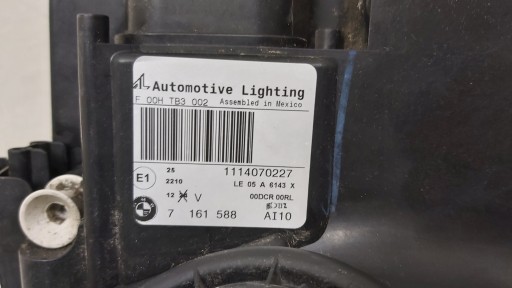 AL Automotive Lighting
F 00H TB3 002 Assembled in Mexico
1114070227
25
E1 2210 LE 05 A 6143 X
12 V 00DCR 00RL
7 161 588 AI10